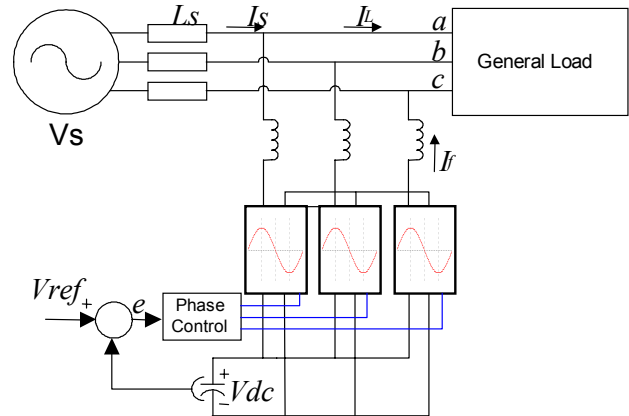 Ls
Is
IL
a
b
c
General Load
Vs
If
Vref
+
e
Phase
Control
+
Vdc
−